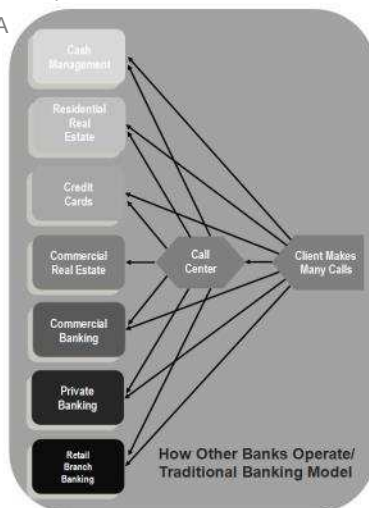 A
Cash
Management
Residential
Real
Estate
Credit
Cards
Commercial
Real Estate
Call
Center
Client Makes
Many Calls
Commercial
Banking
Private
Banking
Retail
Branch
Banking
How Other Banks Operate/
Traditional Banking Model